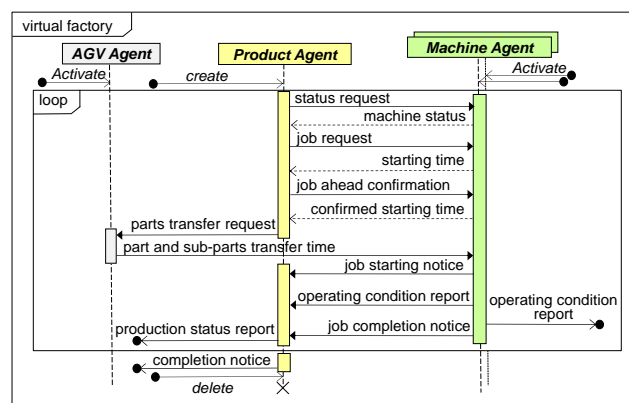 virtual factory
AGV Agent
Product Agent
Machine Agent
Activate
create
Activate
loop
status request
machine status
job request
starting time
job ahead confirmation
confirmed starting time
parts transfer request
part and sub-parts transfer time
job starting notice
operating condition report
operating condition
report
production status report
job completion notice
completion notice
delete